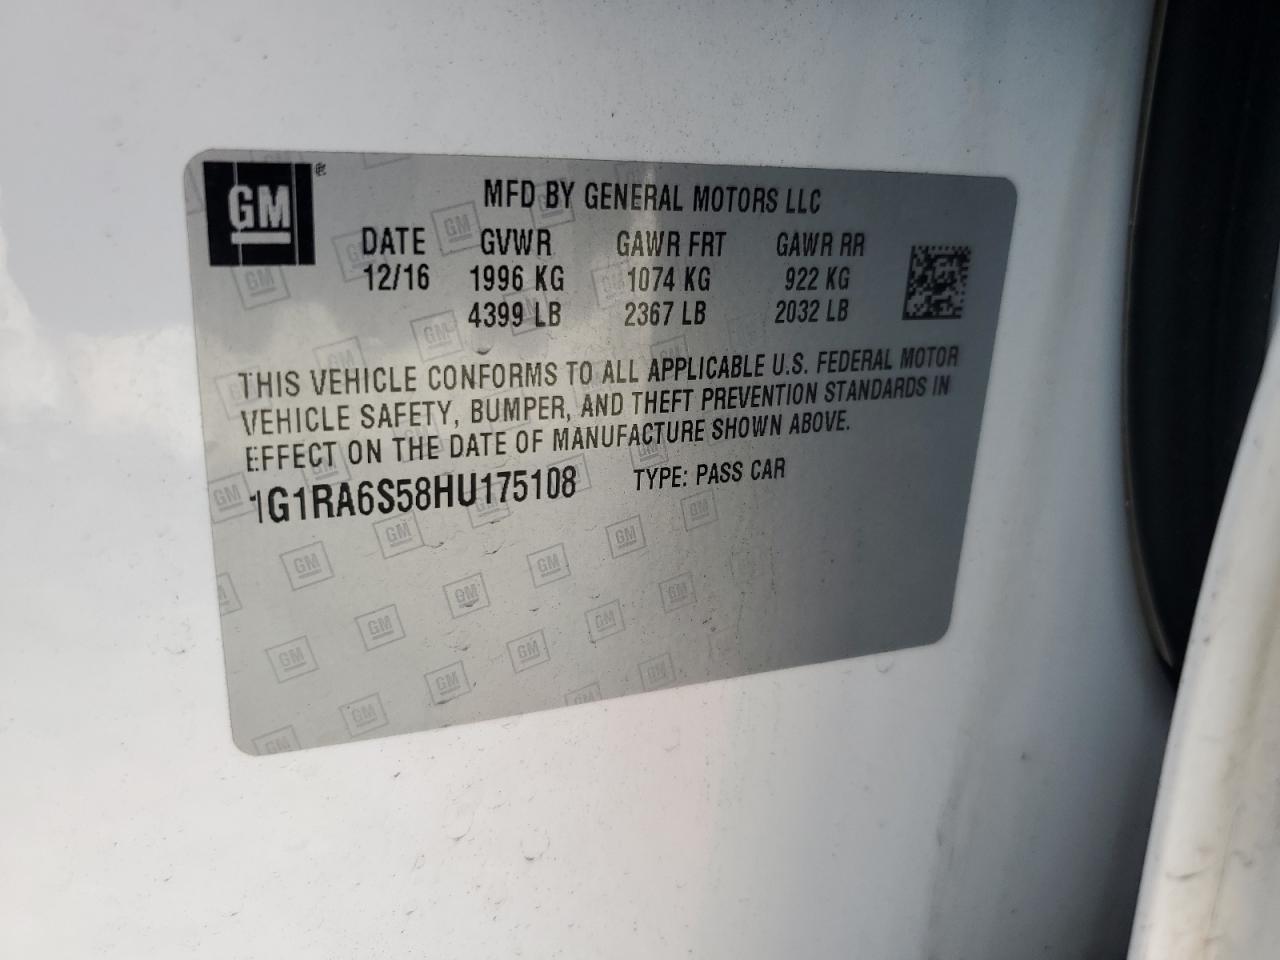 GM
MFD BY GENERAL MOTORS LLC
DATE GVWR GAWR FRT GAWR RR
12/16 1996 KG 1074 KG 922 KG
4399 LB 2367 LB 2032 LB
THIS VEHICLE CONFORMS TO ALL APPLICABLE U.S. FEDERAL MOTOR
VEHICLE SAFETY, BUMPER, AND THEFT PREVENTION STANDARDS IN
EFFECT ON THE DATE OF MANUFACTURE SHOWN ABOVE.
1G1RA6S58HU175108 TYPE: PASS CAR